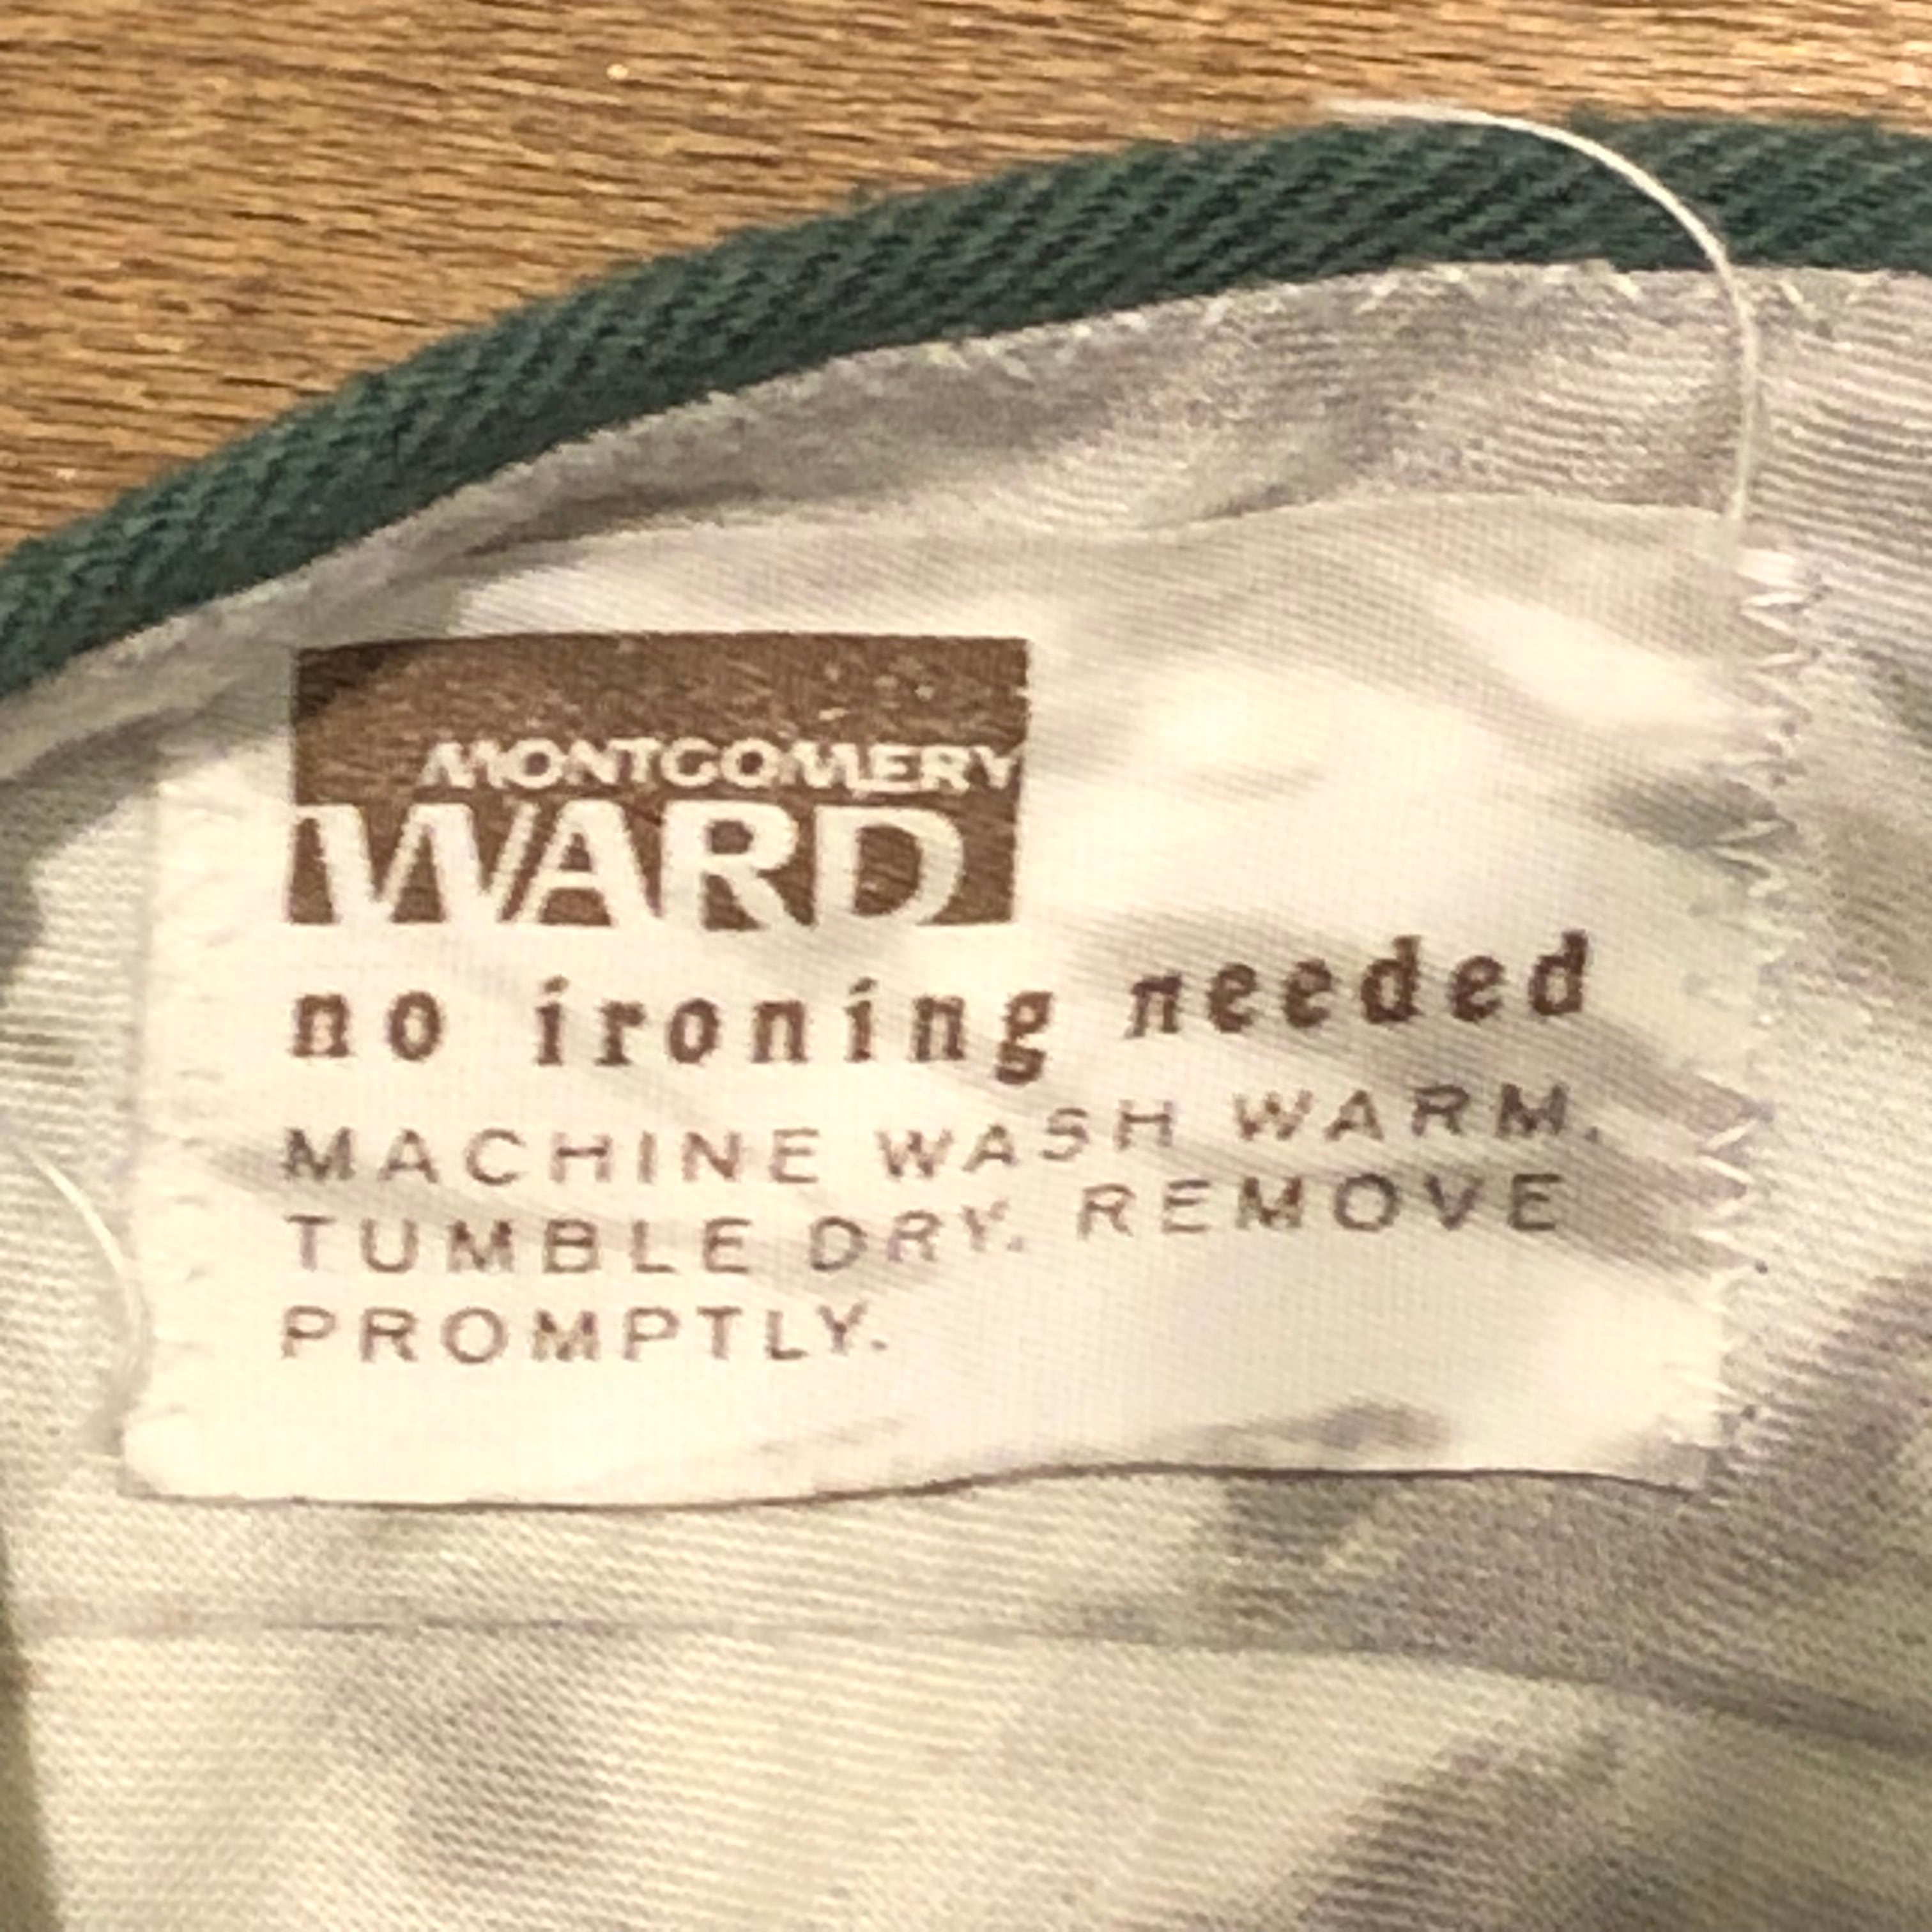 MONTGOMERY
WARD
no ironing needed
MACHINE WASH WARM.
TUMBLE DRY. REMOVE
PROMPTLY.